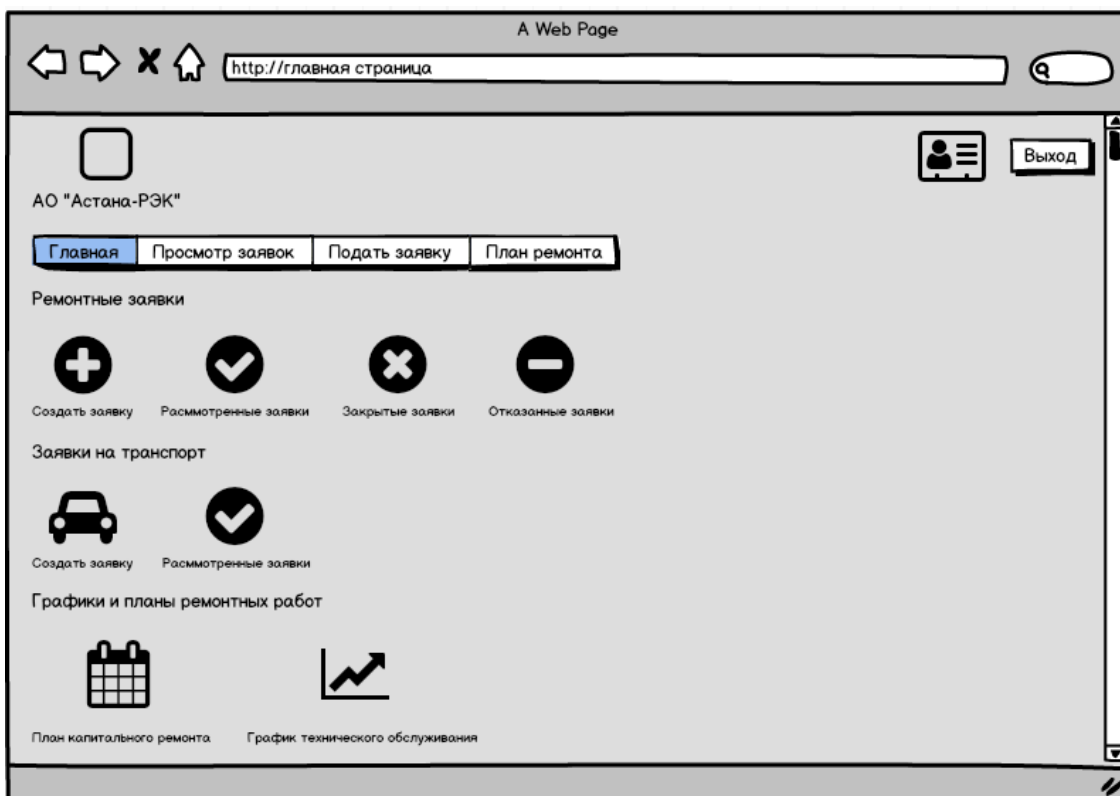 A Web Page
http://главная страница
Выход
АО "Астана-РЭК"
Главная Просмотр заявок Подать заявку План ремонта
Ремонтные заявки
Создать заявку Расммотренные заявки Закрытые заявки Отказанные заявки
Заявки на транспорт
Создать заявку Расммотренные заявки
Графики и планы ремонтных работ
План капитального ремонта График технического обслуживания